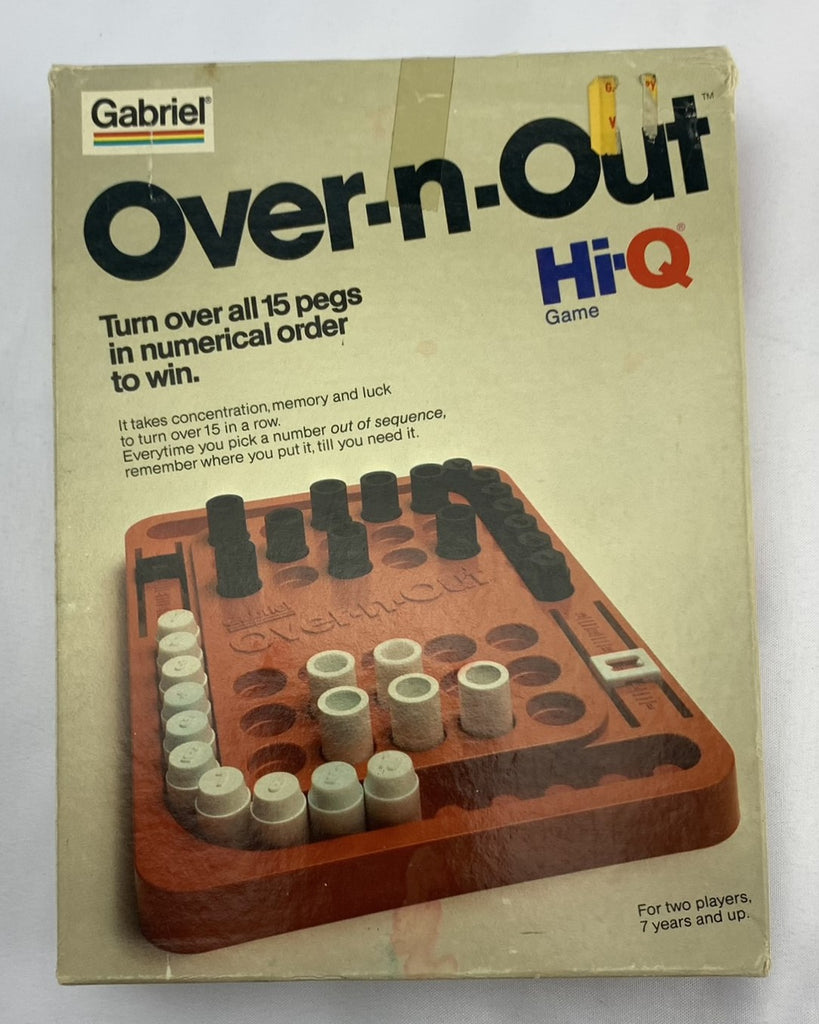 Gabriel®
Over-n-Out™
Hi-Q®
Game
Turn over all 15 pegs
in numerical order
to win.
It takes concentration, memory and luck
to turn over 15 in a row.
Everytime you pick a number out of sequence,
remember where you put it, till you need it.
Gabriel
Over-n-Out
For two players,
7 years and up.